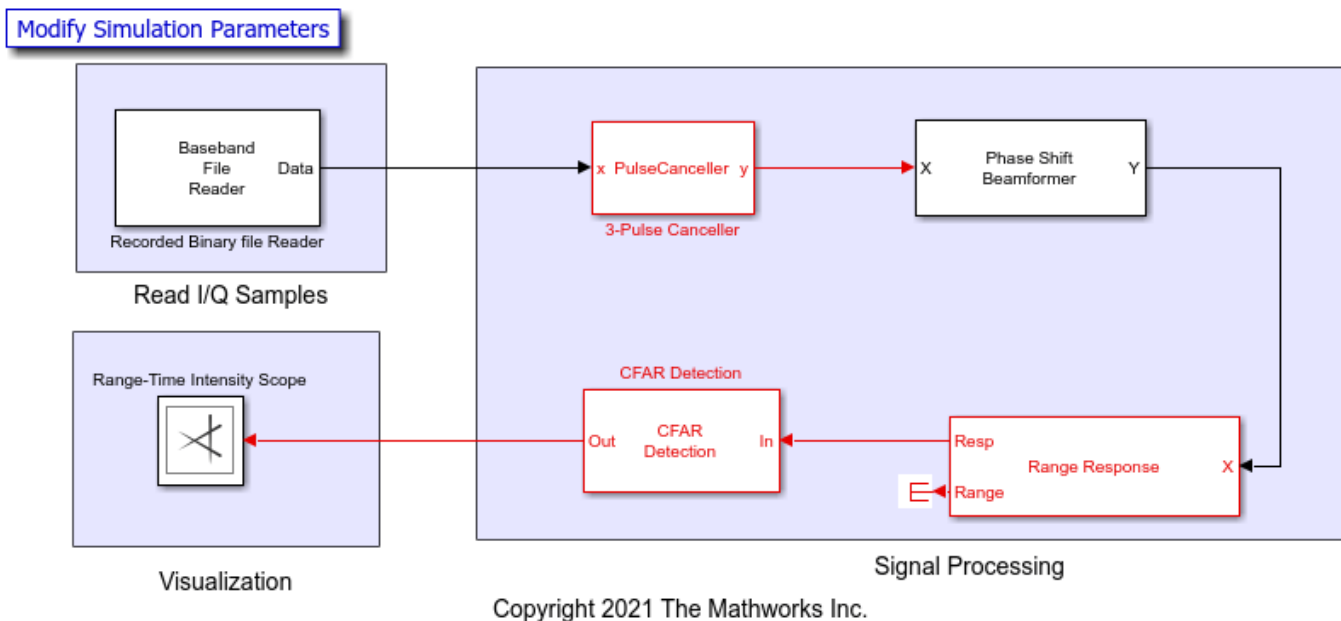 Modify Simulation Parameters
Baseband
File
Reader
Data
Recorded Binary file Reader
Read I/Q Samples
x PulseCanceller y
3-Pulse Canceller
X
Phase Shift
Beamformer
Y
Range-Time Intensity Scope
Visualization
CFAR Detection
Out
CFAR
Detection
In
Resp
Range
Range Response
X
Signal Processing
Copyright 2021 The Mathworks Inc.